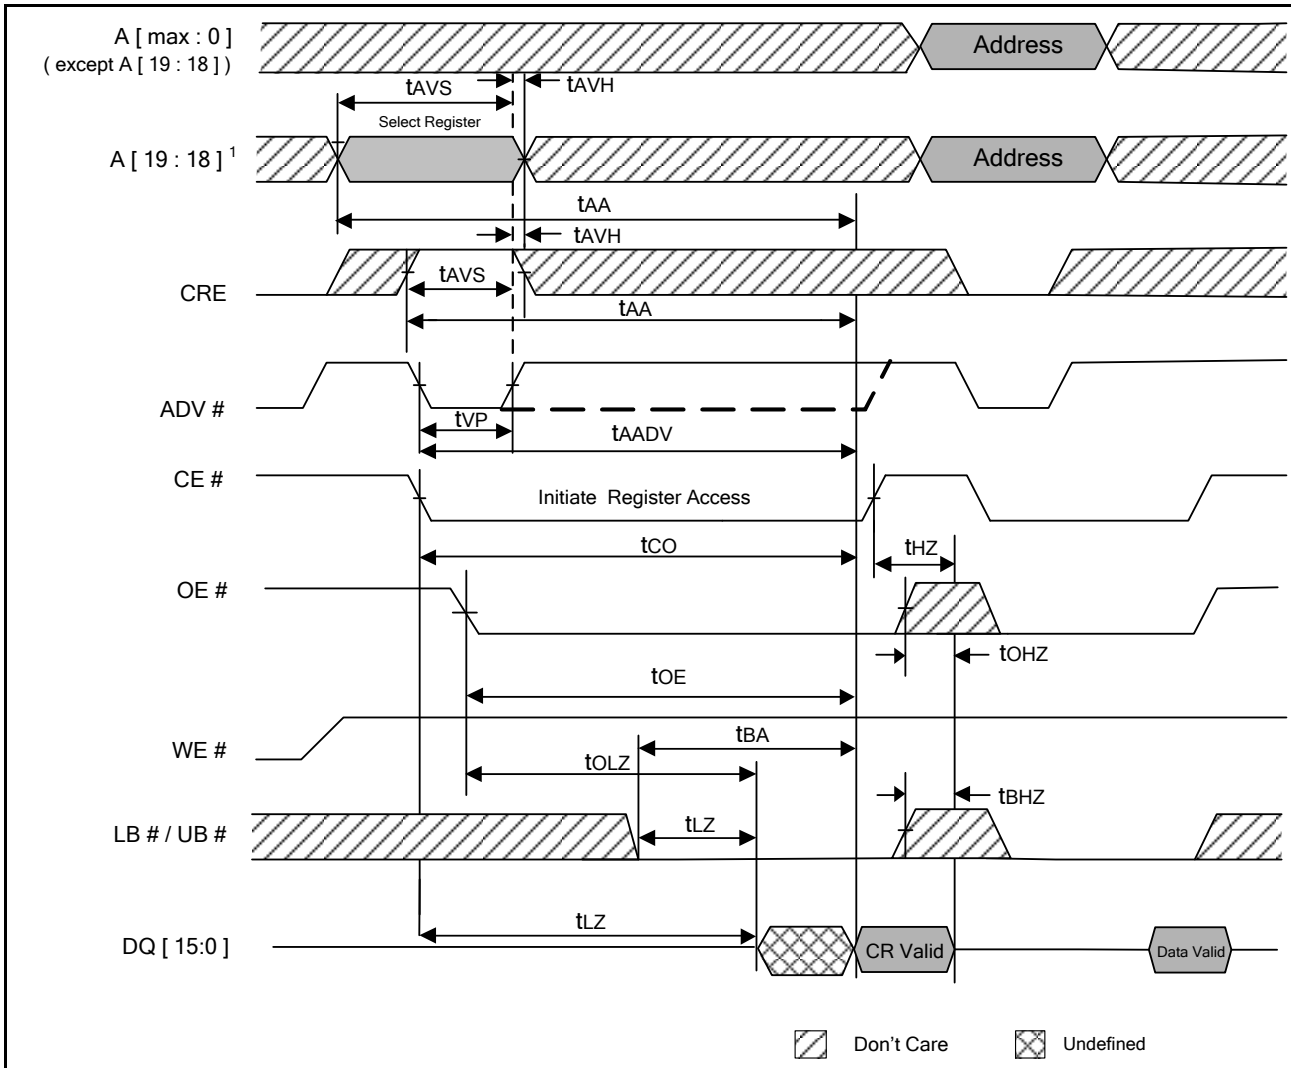 A [ max : 0 ]
( except A [ 19 : 18 ] )
Address
tAVS
tAVH
Select Register
A [ 19 : 18 ] 1
Address
tAA
tAVH
CRE
tAVS
tAA
ADV #
tVP
tAADV
CE #
Initiate Register Access
tCO
tHZ
OE #
tOHZ
tOE
WE #
tBA
tOLZ
tBHZ
LB # / UB #
tLZ
tLZ
DQ [ 15:0 ]
CR Valid
Data Valid
Don't Care
Undefined